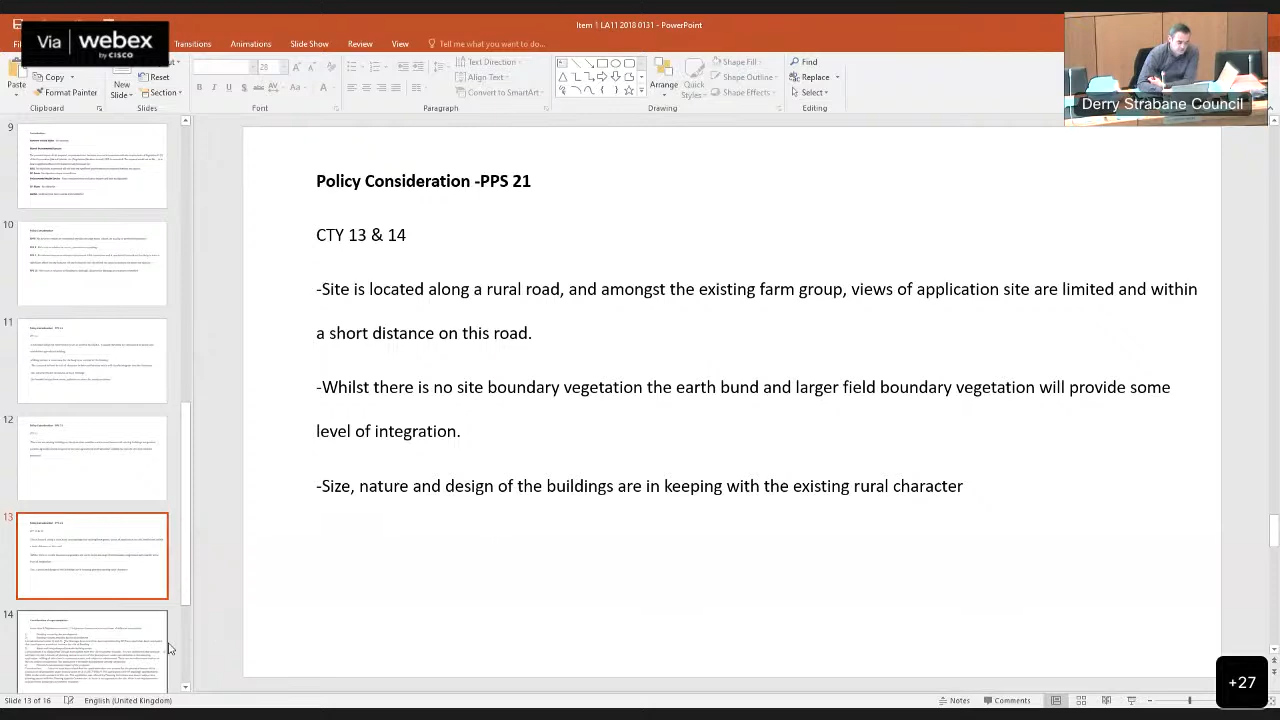 Item 1 LA11 2018 0131 - PowerPoint
Via webex
by CISCO
Transitions Animations Slide Show Review View Tell me what you want to do...
Copy
Format Painter
Clipboard
New
Slide
Section
Slides
28
Font
Text Direction
Align Text
Convert to SmartArt
Paragraph
Arrange
Quick
Styles
Shape Fill
Shape Outline
Shape Effects
Drawing
Find
Replace
Select
Editing
Derry Strabane Council
9
10
11
12
13
14
Policy Consideration -PPS 21
CTY 13 & 14
-Site is located along a rural road, and amongst the existing farm group, views of application site are limited and within
a short distance on this road.
-Whilst there is no site boundary vegetation the earth bund and larger field boundary vegetation will provide some
level of integration.
-Size, nature and design of the buildings are in keeping with the existing rural character
+27
Slide 13 of 16 English (United Kingdom) Notes Comments